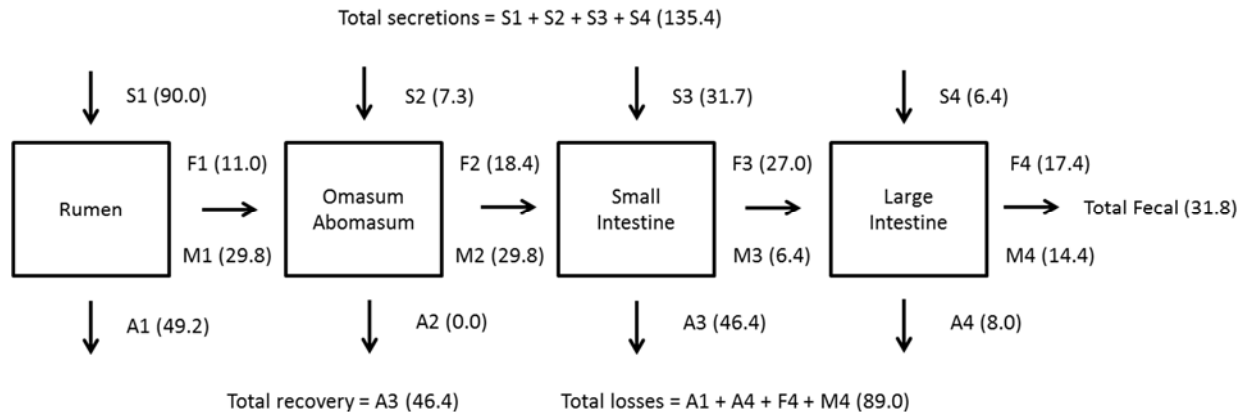 Total secretions = S1 + S2 + S3 + S4 (135.4)
S1 (90.0)
S2 (7.3)
S3 (31.7)
S4 (6.4)
Rumen
F1 (11.0)
M1 (29.8)
Omasum
Abomasum
F2 (18.4)
M2 (29.8)
Small
Intestine
F3 (27.0)
M3 (6.4)
Large
Intestine
F4 (17.4)
M4 (14.4)
Total Fecal (31.8)
A1 (49.2)
A2 (0.0)
A3 (46.4)
A4 (8.0)
Total recovery = A3 (46.4)
Total losses = A1 + A4 + F4 + M4 (89.0)